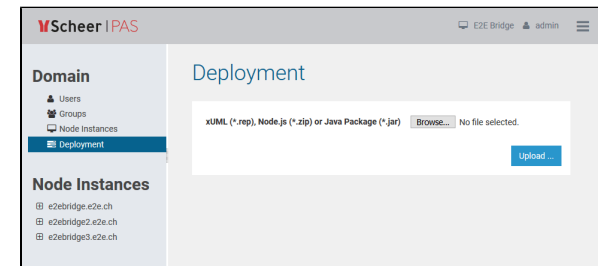 Scheer | PAS
E2E Bridge admin
Domain
Users
Groups
Node Instances
Deployment
Node Instances
e2ebridge.e2e.ch
e2ebridge2.e2e.ch
e2ebridge3.e2e.ch
Deployment
xUML (*.rep), Node.js (*.zip) or Java Package (*.jar) Browse... No file selected.
Upload ...